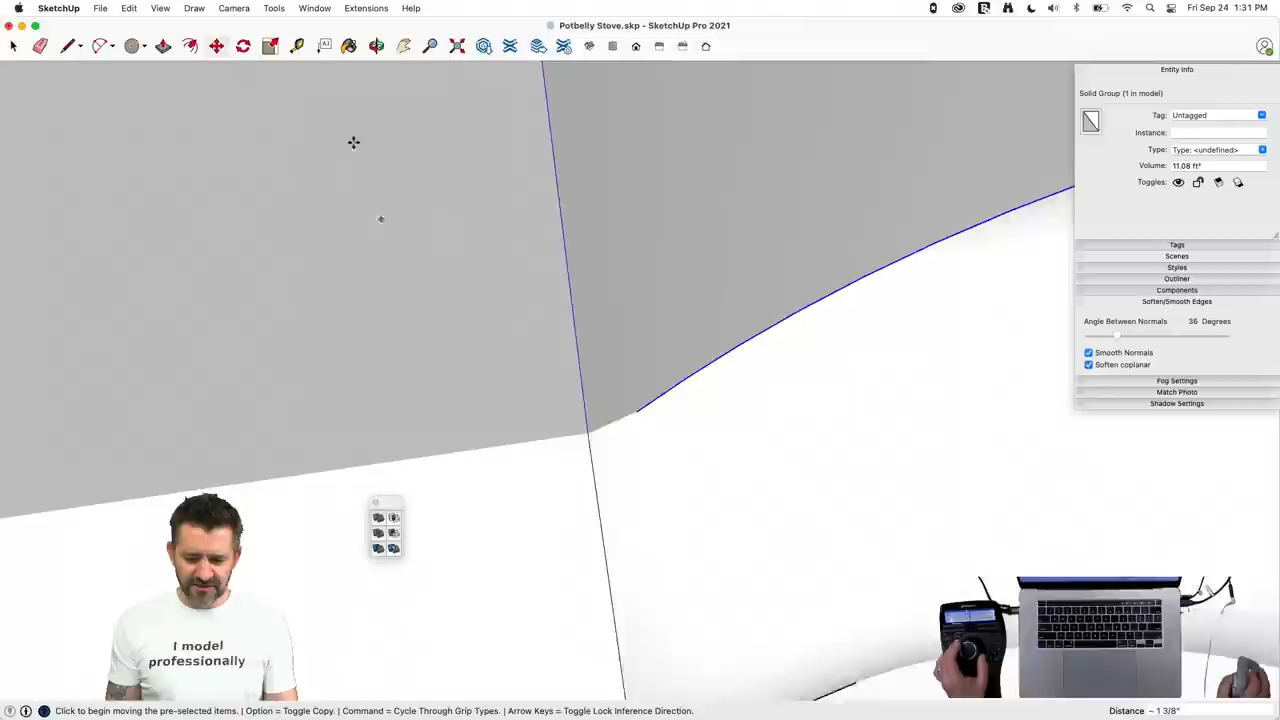 SketchUp File Edit View Draw Camera Tools Window Extensions Help
Fri Sep 24 1:31 PM
Potbelly Stove.skp - SketchUp Pro 2021
Entity Info
Solid Group (1 in model)
Tag: Untagged
Instance:
Type: Type: <undefined>
Volume: 11.08 ft³
Toggles:
Tags
Scenes
Styles
Outliner
Components
Soften/Smooth Edges
Angle Between Normals 36 Degrees
Smooth Normals
Soften coplanar
Fog Settings
Match Photo
Shadow Settings
I model
professionally
Click to begin moving the pre-selected items. | Option = Toggle Copy. | Command = Cycle Through Grip Types. | Arrow Keys = Toggle Lock Inference Direction.
Distance ~ 1 3/8"